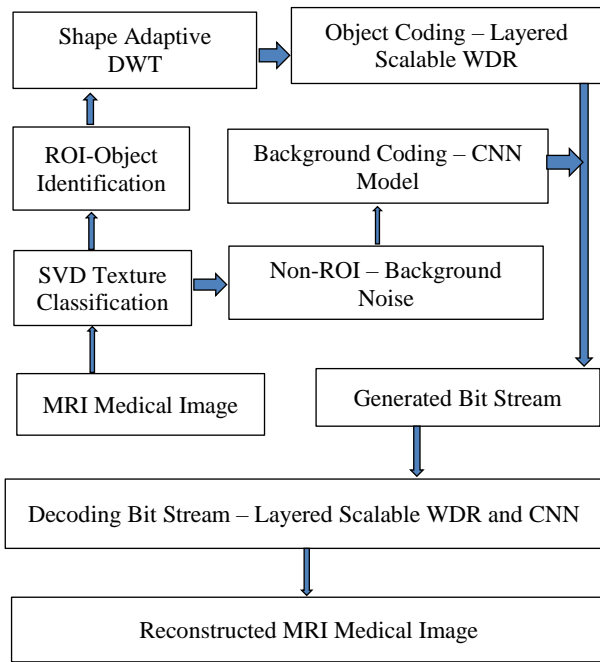 Shape Adaptive
DWT
Object Coding – Layered
Scalable WDR
ROI-Object
Identification
Background Coding – CNN
Model
SVD Texture
Classification
Non-ROI – Background
Noise
MRI Medical Image
Generated Bit Stream
Decoding Bit Stream – Layered Scalable WDR and CNN
Reconstructed MRI Medical Image